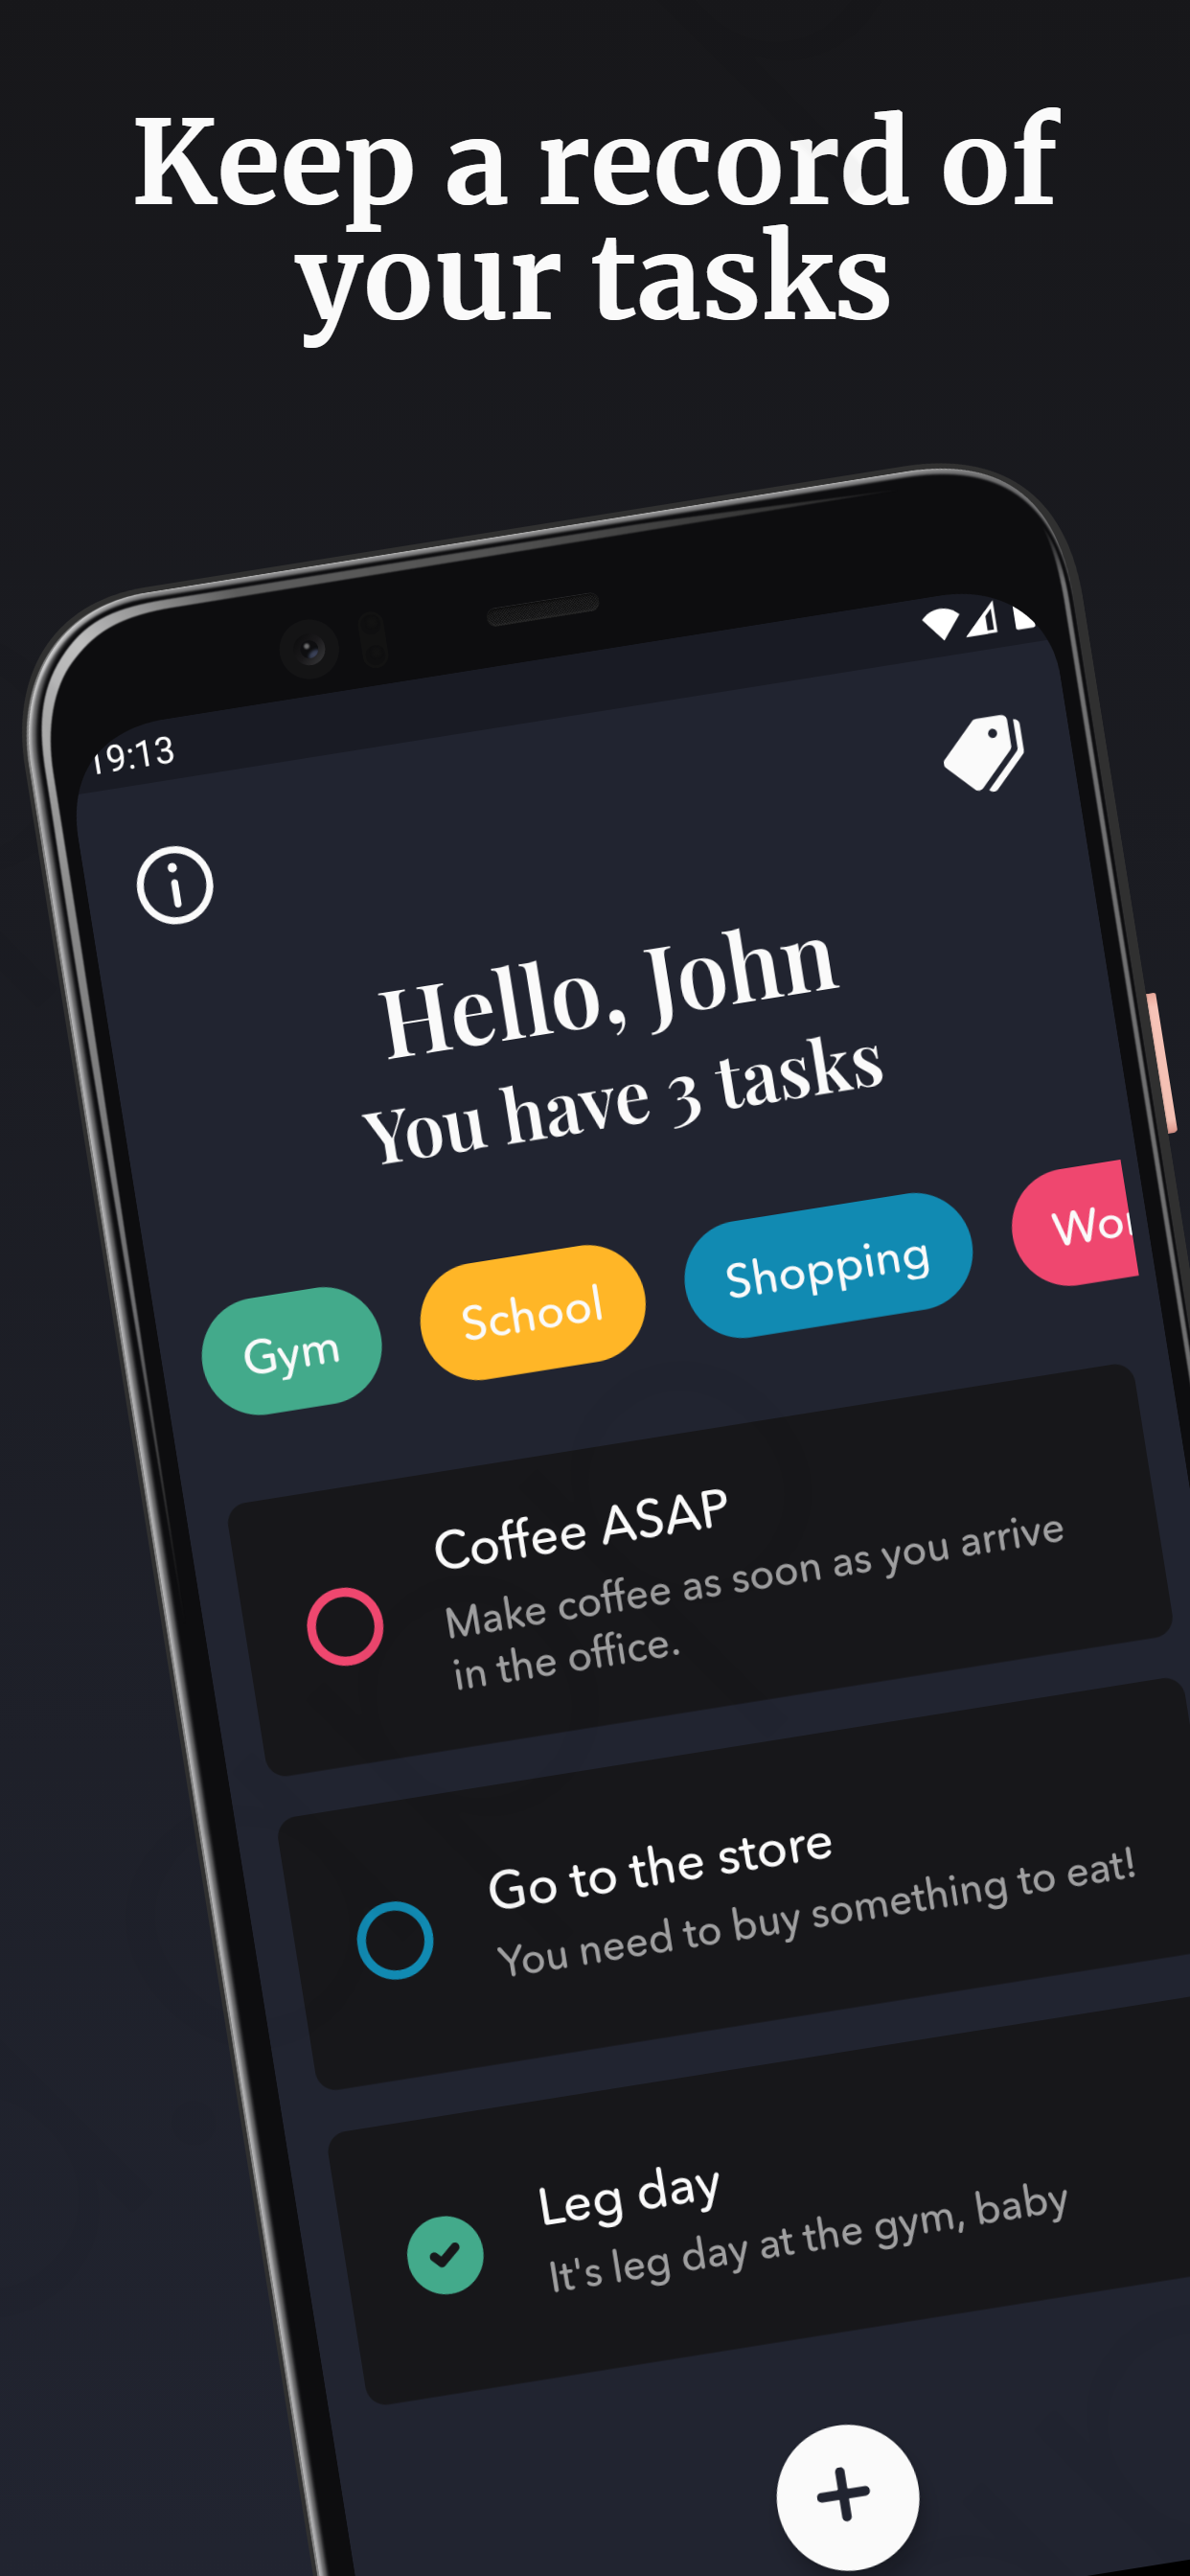 Keep a record of
your tasks
19:13
Hello, John
You have 3 tasks
Gym
School
Shopping
Coffee ASAP
Make coffee as soon as you arrive
in the office.
Go to the store
You need to buy something to eat!
Leg day
It's leg day at the gym, baby